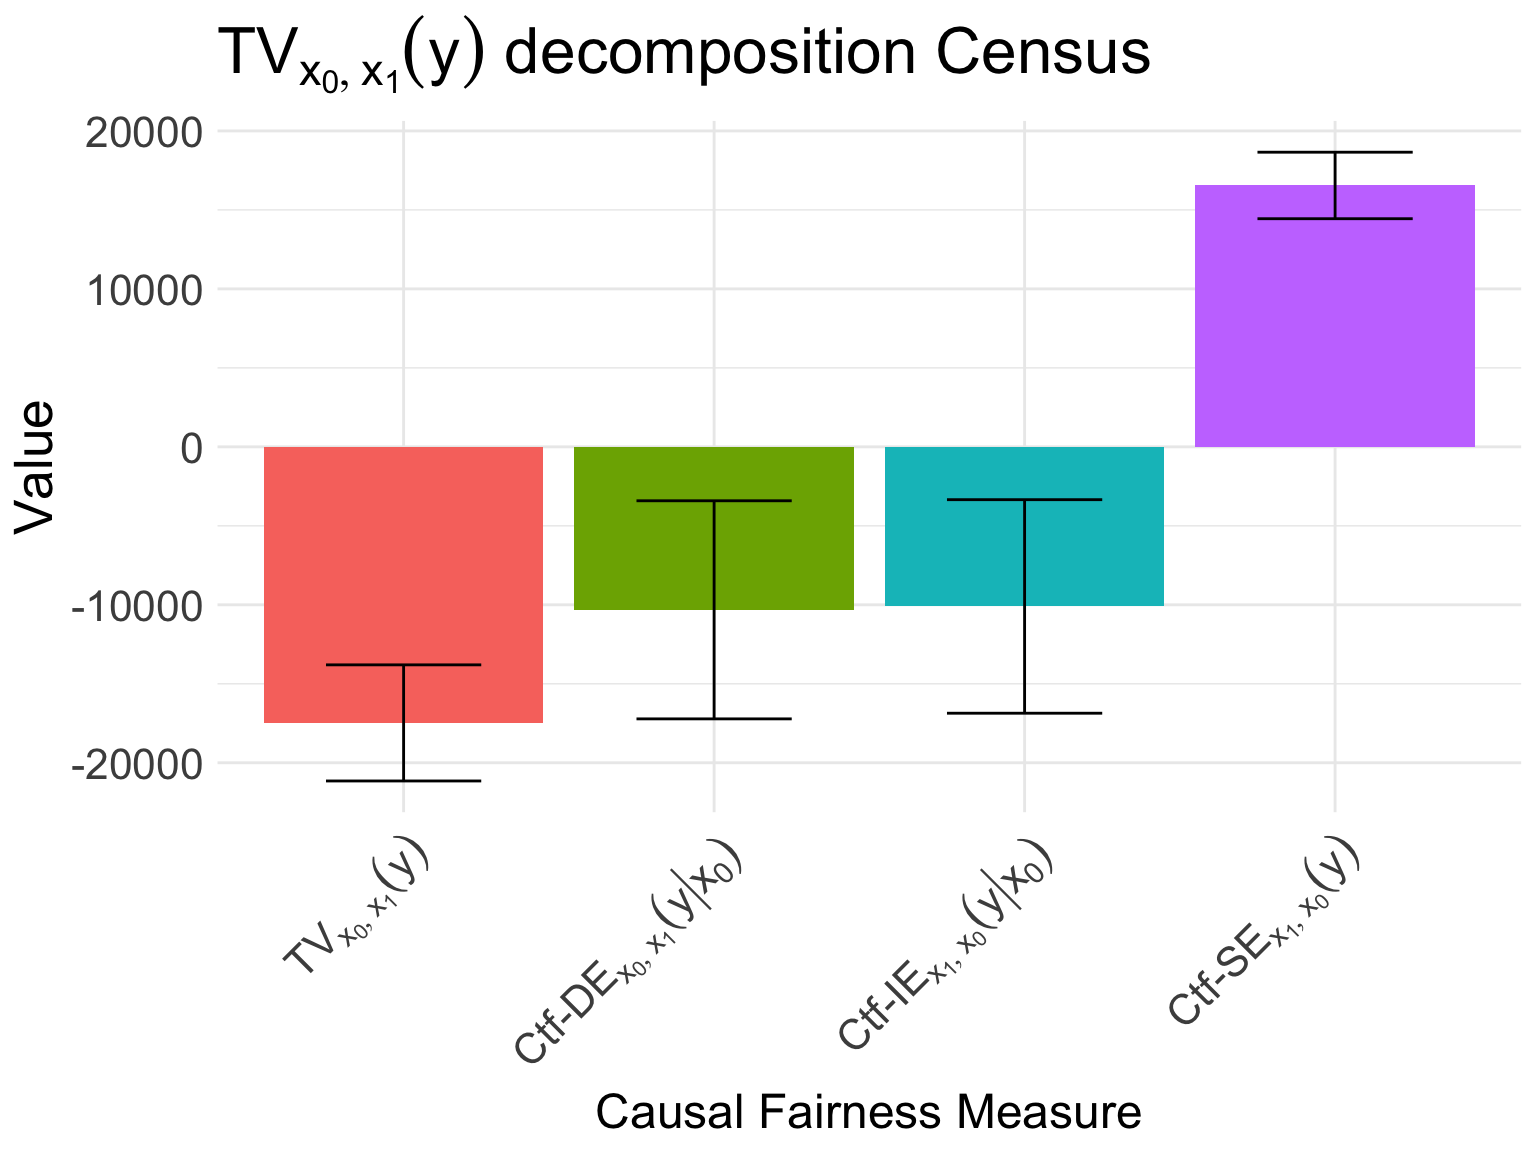 TVx₀, x₁(y) decomposition Census
20000
10000
0
-10000
-20000
Value
TVx₀, x₁(y)
Ctf-DEx₀, x₁(y|x₀)
Ctf-IEx₁, x₀(y|x₀)
Ctf-SEx₁, x₀(y)
Causal Fairness Measure